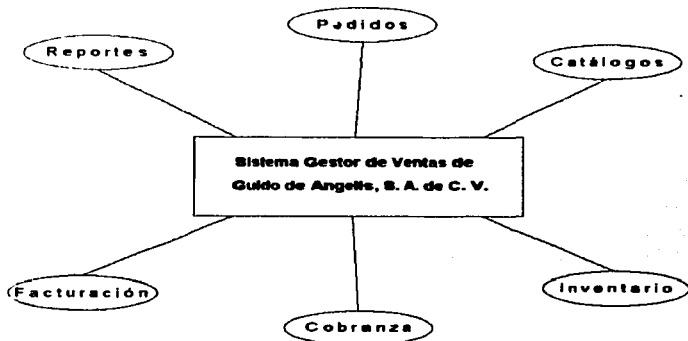 Pedidos
Reportes
Catálogos
Sistema Gestor de Ventas de
Guido de Angelis, S. A. de C. V.
Facturación
Inventario
Cobranza